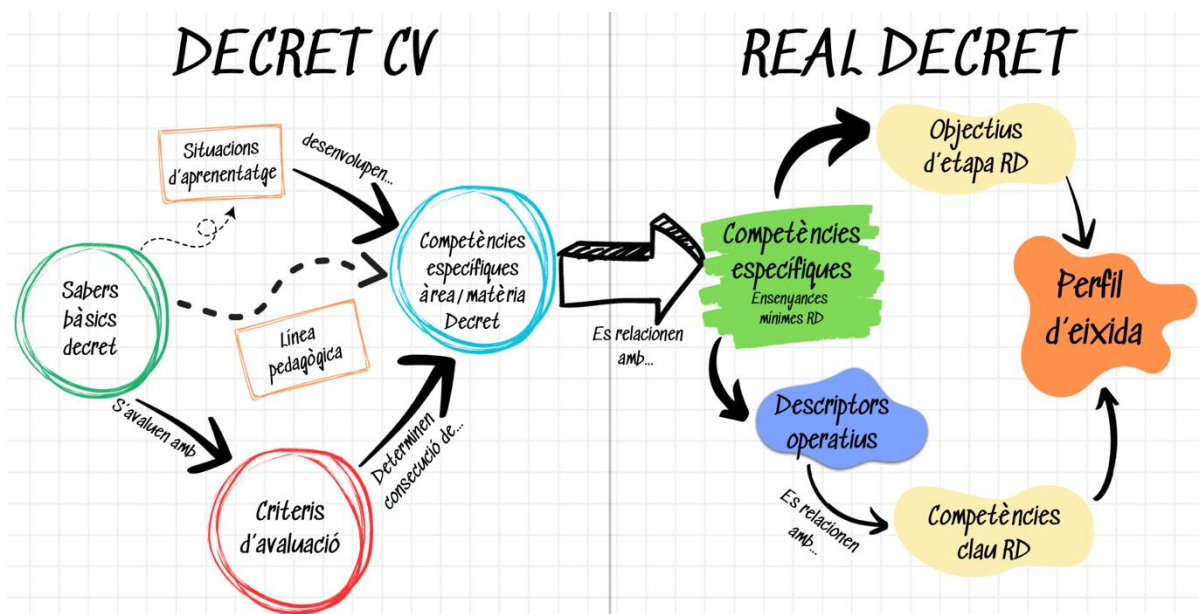 DECRET CV
REAL DECRET
Situacions
d'aprenentatge
desenvolupen...
Sabers
bàsics
decret
Línea
pedagògica
Competències
específiques
àrea/matèria
Decret
S'avaluen amb
Criteris
d'avaluació
Determinen
consecució de...
Es relacionen
amb...
Competències
específiques
Ensenyances
mínimes RD
Objectius
d'etapa RD
Descriptors
operatius
Es relacionen
amb...
Competències
clau RD
Perfil
d'eixida